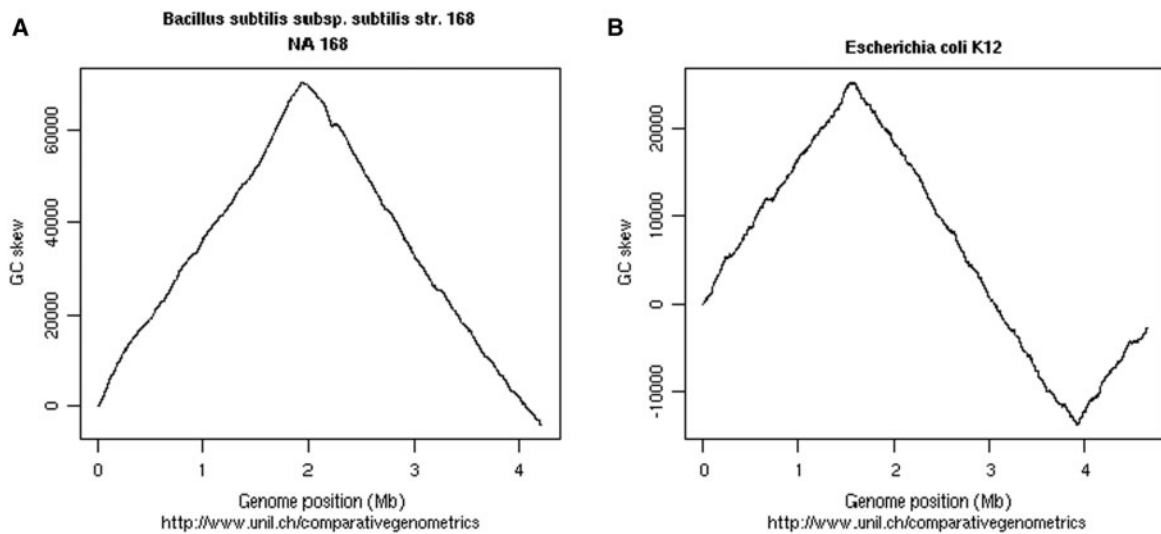 A
Bacillus subtilis subsp. subtilis str. 168
NA 168
GC skew
60000
40000
20000
0
0 1 2 3 4
Genome position (Mb)
http://www.unil.ch/comparativegenometrics
B
Escherichia coli K12
GC skew
20000
10000
0
-10000
0 1 2 3 4
Genome position (Mb)
http://www.unil.ch/comparativegenometrics